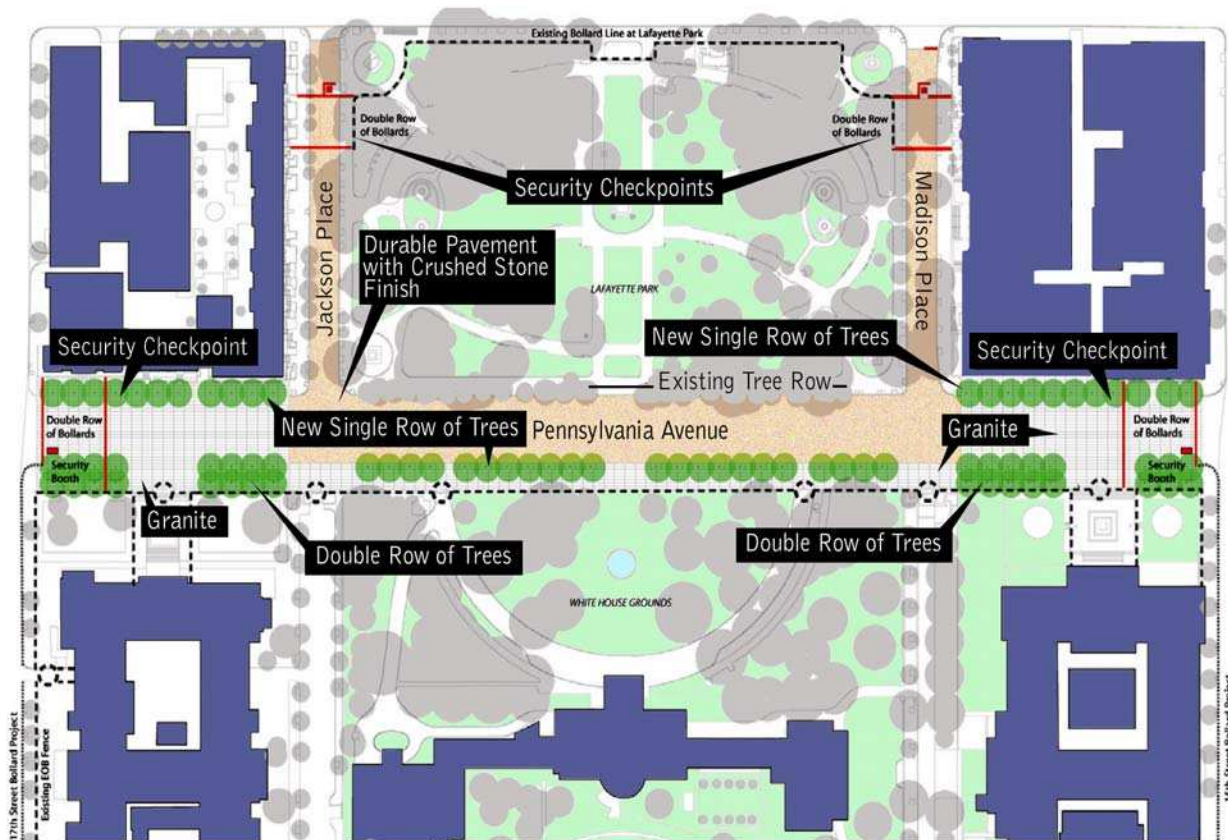 Existing Bollard Line at Lafayette Park
Double Row
of Bollards
Double Row
of Bollards
Security Checkpoints
Jackson Place
Madison Place
Durable Pavement
with Crushed Stone
Finish
LAFAYETTE PARK
New Single Row of Trees
Security Checkpoint
Security Checkpoint
Existing Tree Row
Double Row
of Bollards
New Single Row of Trees
Pennsylvania Avenue
Granite
Double Row
of Bollards
Security
Booth
Security
Booth
Granite
Double Row of Trees
Double Row of Trees
WHITE HOUSE GROUNDS
17th Street Bollard Project
Existing EOB Fence
15th Street Bollard Project